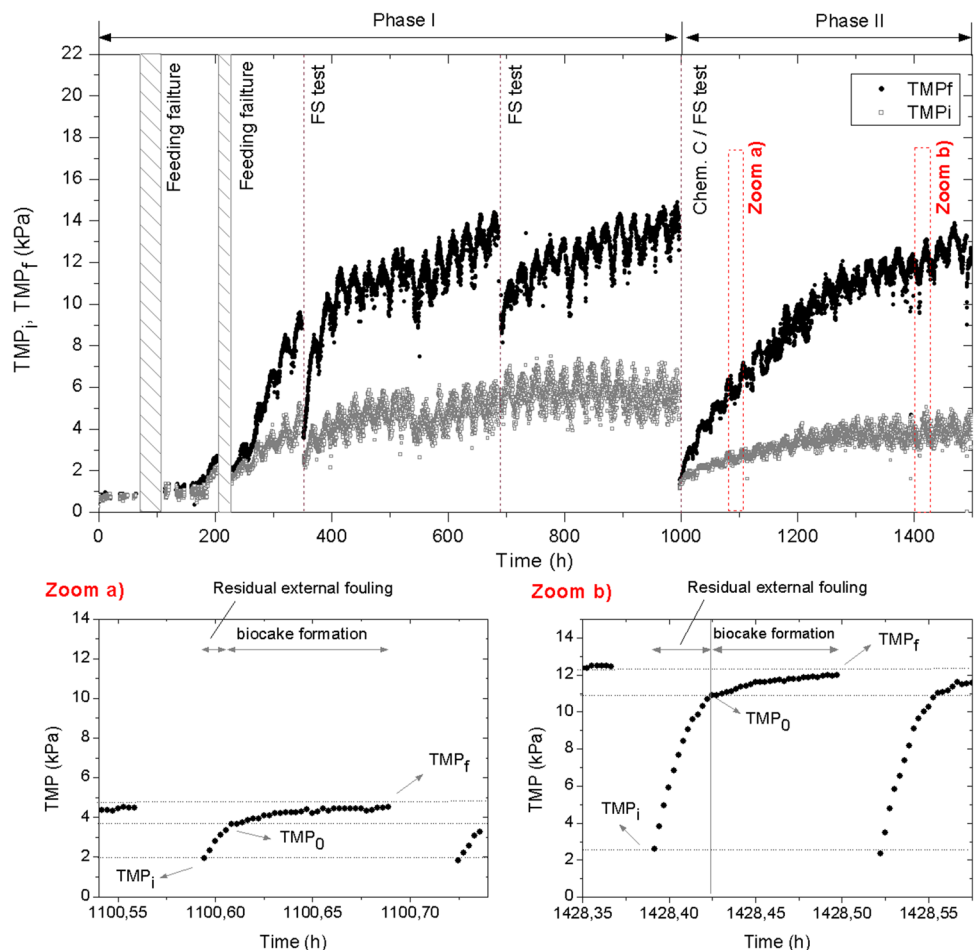 Phase I
Phase II
22
20
18
16
14
12
10
8
6
4
2
0
TMPi, TMPf (kPa)
Feeding failture
Feeding failture
FS test
FS test
Chem. C / FS test
Zoom a)
Zoom b)
TMPf
TMPi
0
200
400
600
800
1000
1200
1400
Time (h)
Zoom a)
Residual external fouling
biocake formation
14
12
10
8
6
4
2
0
TMP (kPa)
TMPf
TMP0
TMPi
1100,55
1100,60
1100,65
1100,70
Time (h)
Zoom b)
Residual external fouling
biocake formation
14
12
10
8
6
4
2
0
TMP (kPa)
TMPf
TMP0
TMPi
1428,35
1428,40
1428,45
1428,50
1428,55
Time (h)